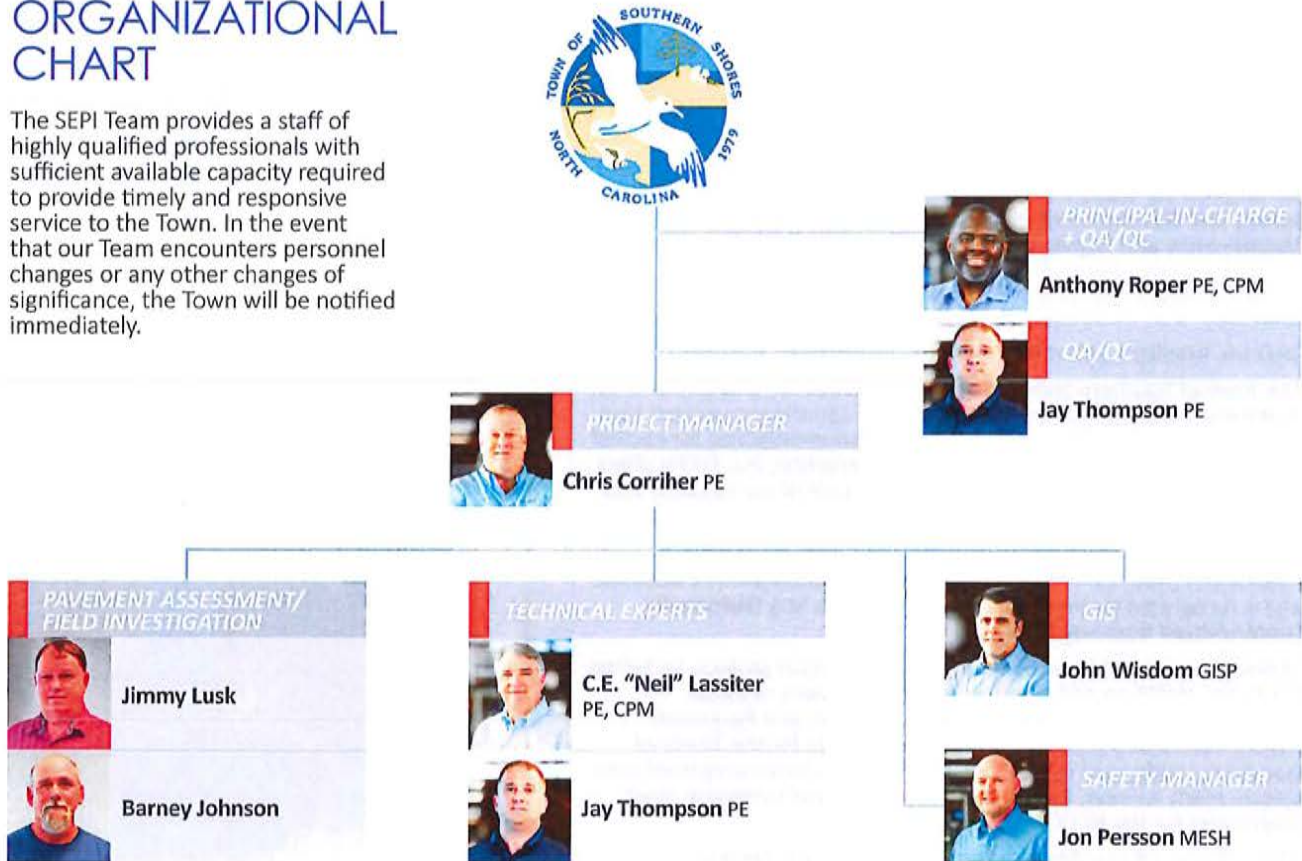 ORGANIZATIONAL
CHART
The SEPI Team provides a staff of
highly qualified professionals with
sufficient available capacity required
to provide timely and responsive
service to the Town. In the event
that our Team encounters personnel
changes or any other changes of
significance, the Town will be notified
immediately.
TOWN OF SOUTHERN SHORES
NORTH CAROLINA 1979
PRINCIPAL-IN-CHARGE
+ QA/QC
Anthony Roper PE, CPM
QA/QC
Jay Thompson PE
PROJECT MANAGER
Chris Corriher PE
PAVEMENT ASSESSMENT/
FIELD INVESTIGATION
Jimmy Lusk
Barney Johnson
TECHNICAL EXPERTS
C.E. “Neil” Lassiter
PE, CPM
Jay Thompson PE
GIS
John Wisdom GISP
SAFETY MANAGER
Jon Persson MESH